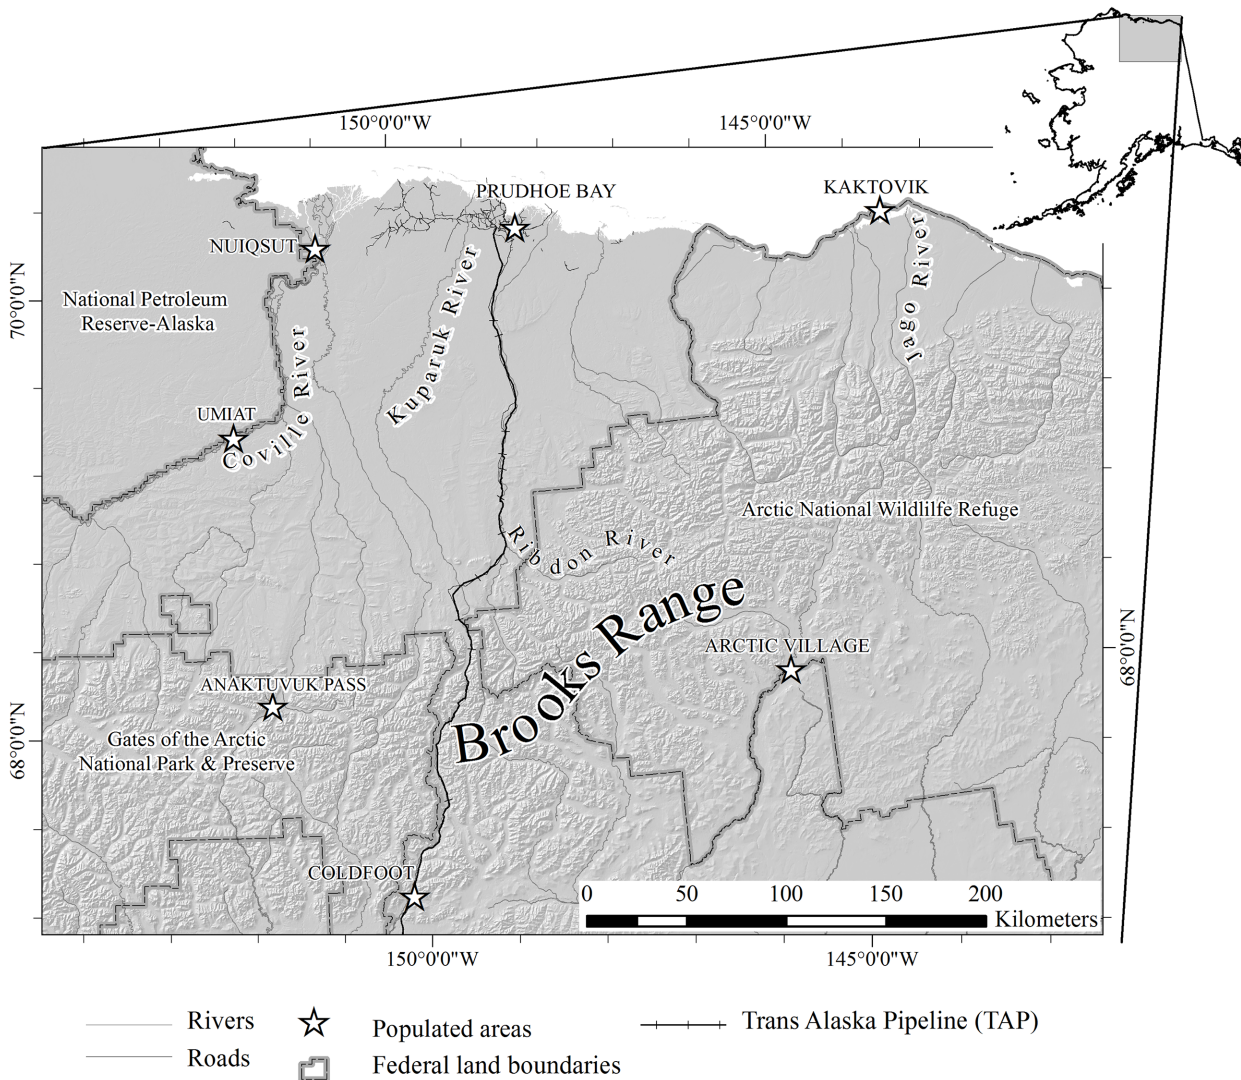 150°0'0"W
145°0'0"W
PRUDHOE BAY
KAKTOVIK
NUIQSUT
70°0'0"N
National Petroleum
Reserve-Alaska
Kuparuk River
Jago River
UMIAT
Coville River
Arctic National Wildlilfe Refuge
Ribdon River
Brooks Range
ARCTIC VILLAGE
68°0'0"N
ANAKTUVUK PASS
68°0'0"N
Gates of the Arctic
National Park & Preserve
COLDFOOT
0 50 100 150 200
Kilometers
150°0'0"W
145°0'0"W
Rivers
Populated areas
Trans Alaska Pipeline (TAP)
Roads
Federal land boundaries